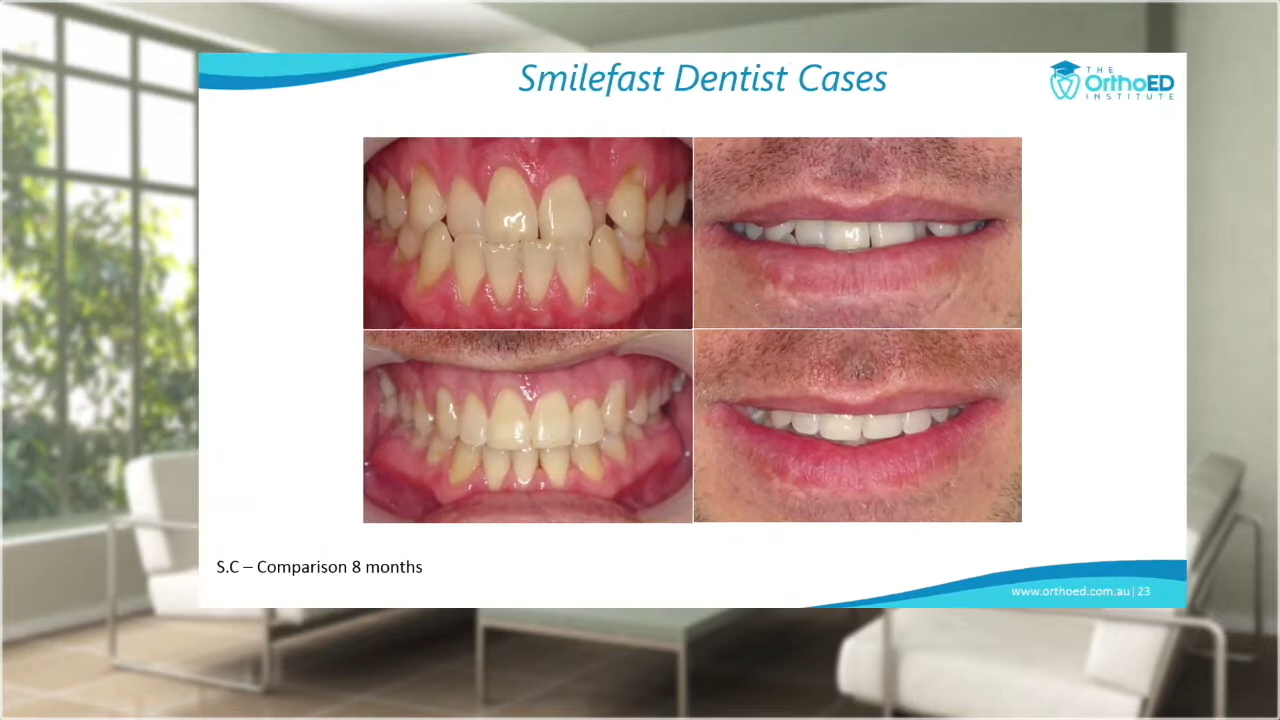 Smilefast Dentist Cases
THE
OrthoED
INSTITUTE
S.C – Comparison 8 months
www.orthoed.com.au| 23